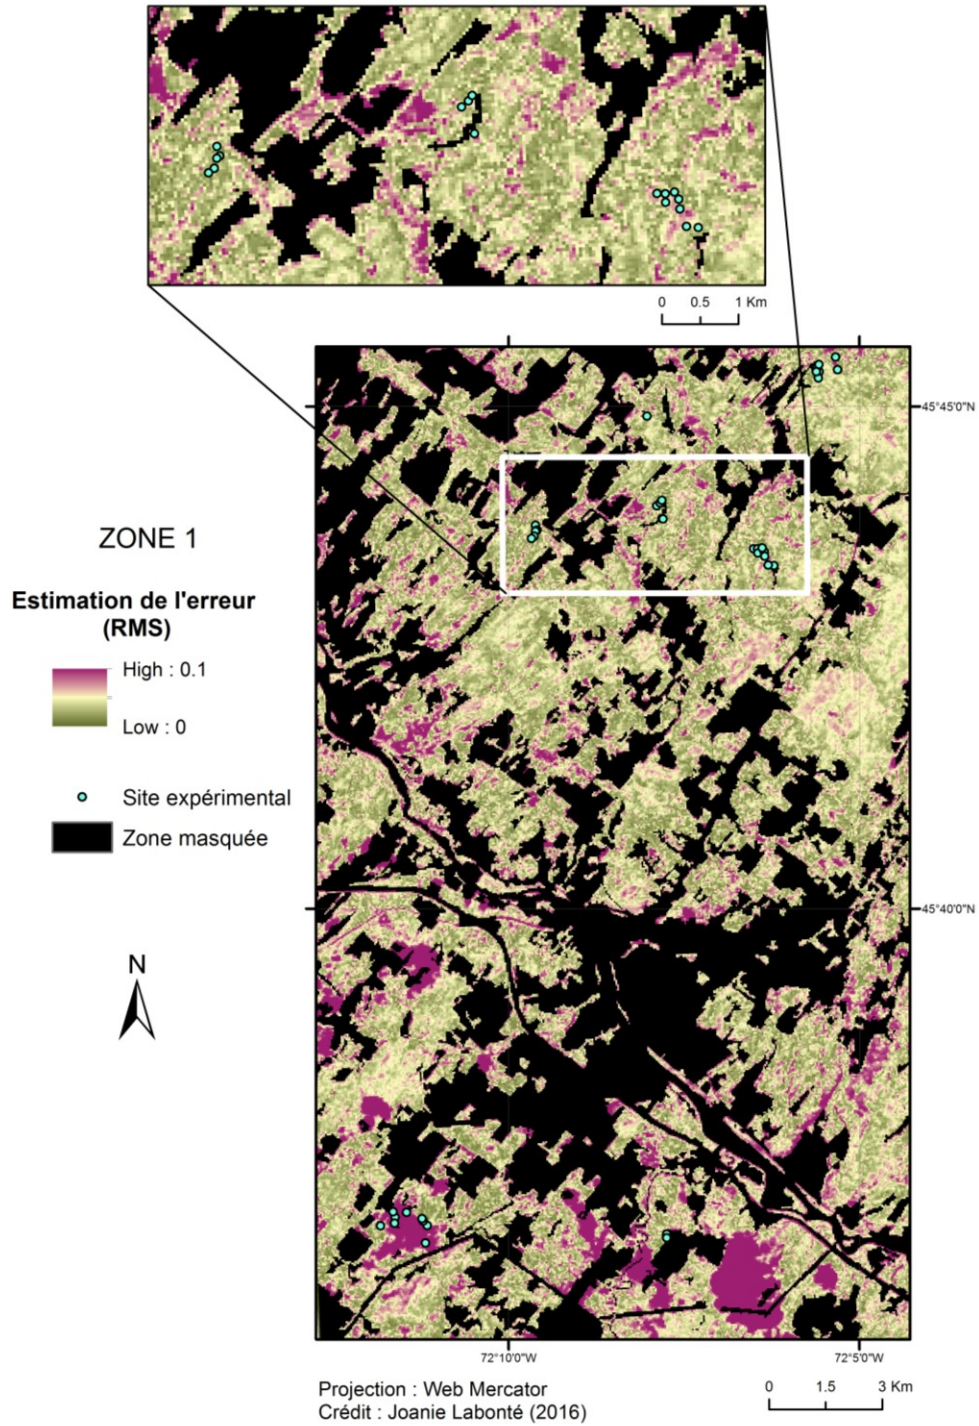 0 0.5 1 Km
45°45'0"N
ZONE 1
Estimation de l'erreur
(RMS)
High : 0.1
Low : 0
Site expérimental
Zone masquée
45°40'0"N
N
72°10'0"W 72°5'0"W
Projection : Web Mercator
Crédit : Joanie Labonté (2016)
0 1.5 3 Km